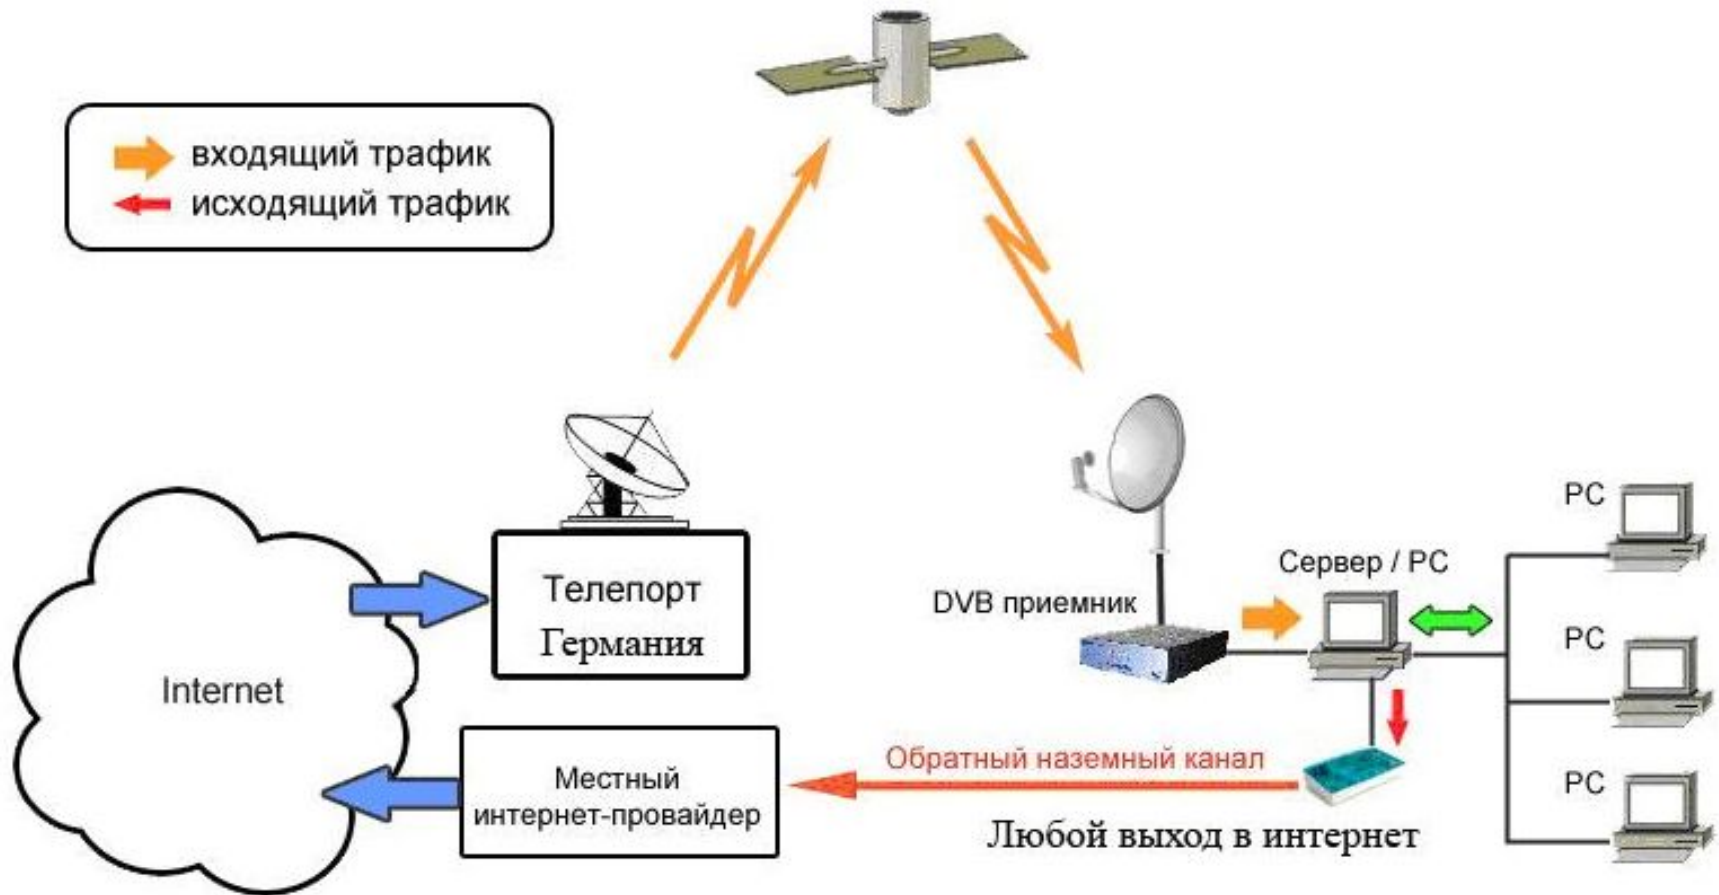 входящий трафик
исходящий трафик
Телепорт
Германия
Internet
Местный
интернет-провайдер
DVB приемник
Сервер / PC
PC
PC
PC
Обратный наземный канал
Любой выход в интернет